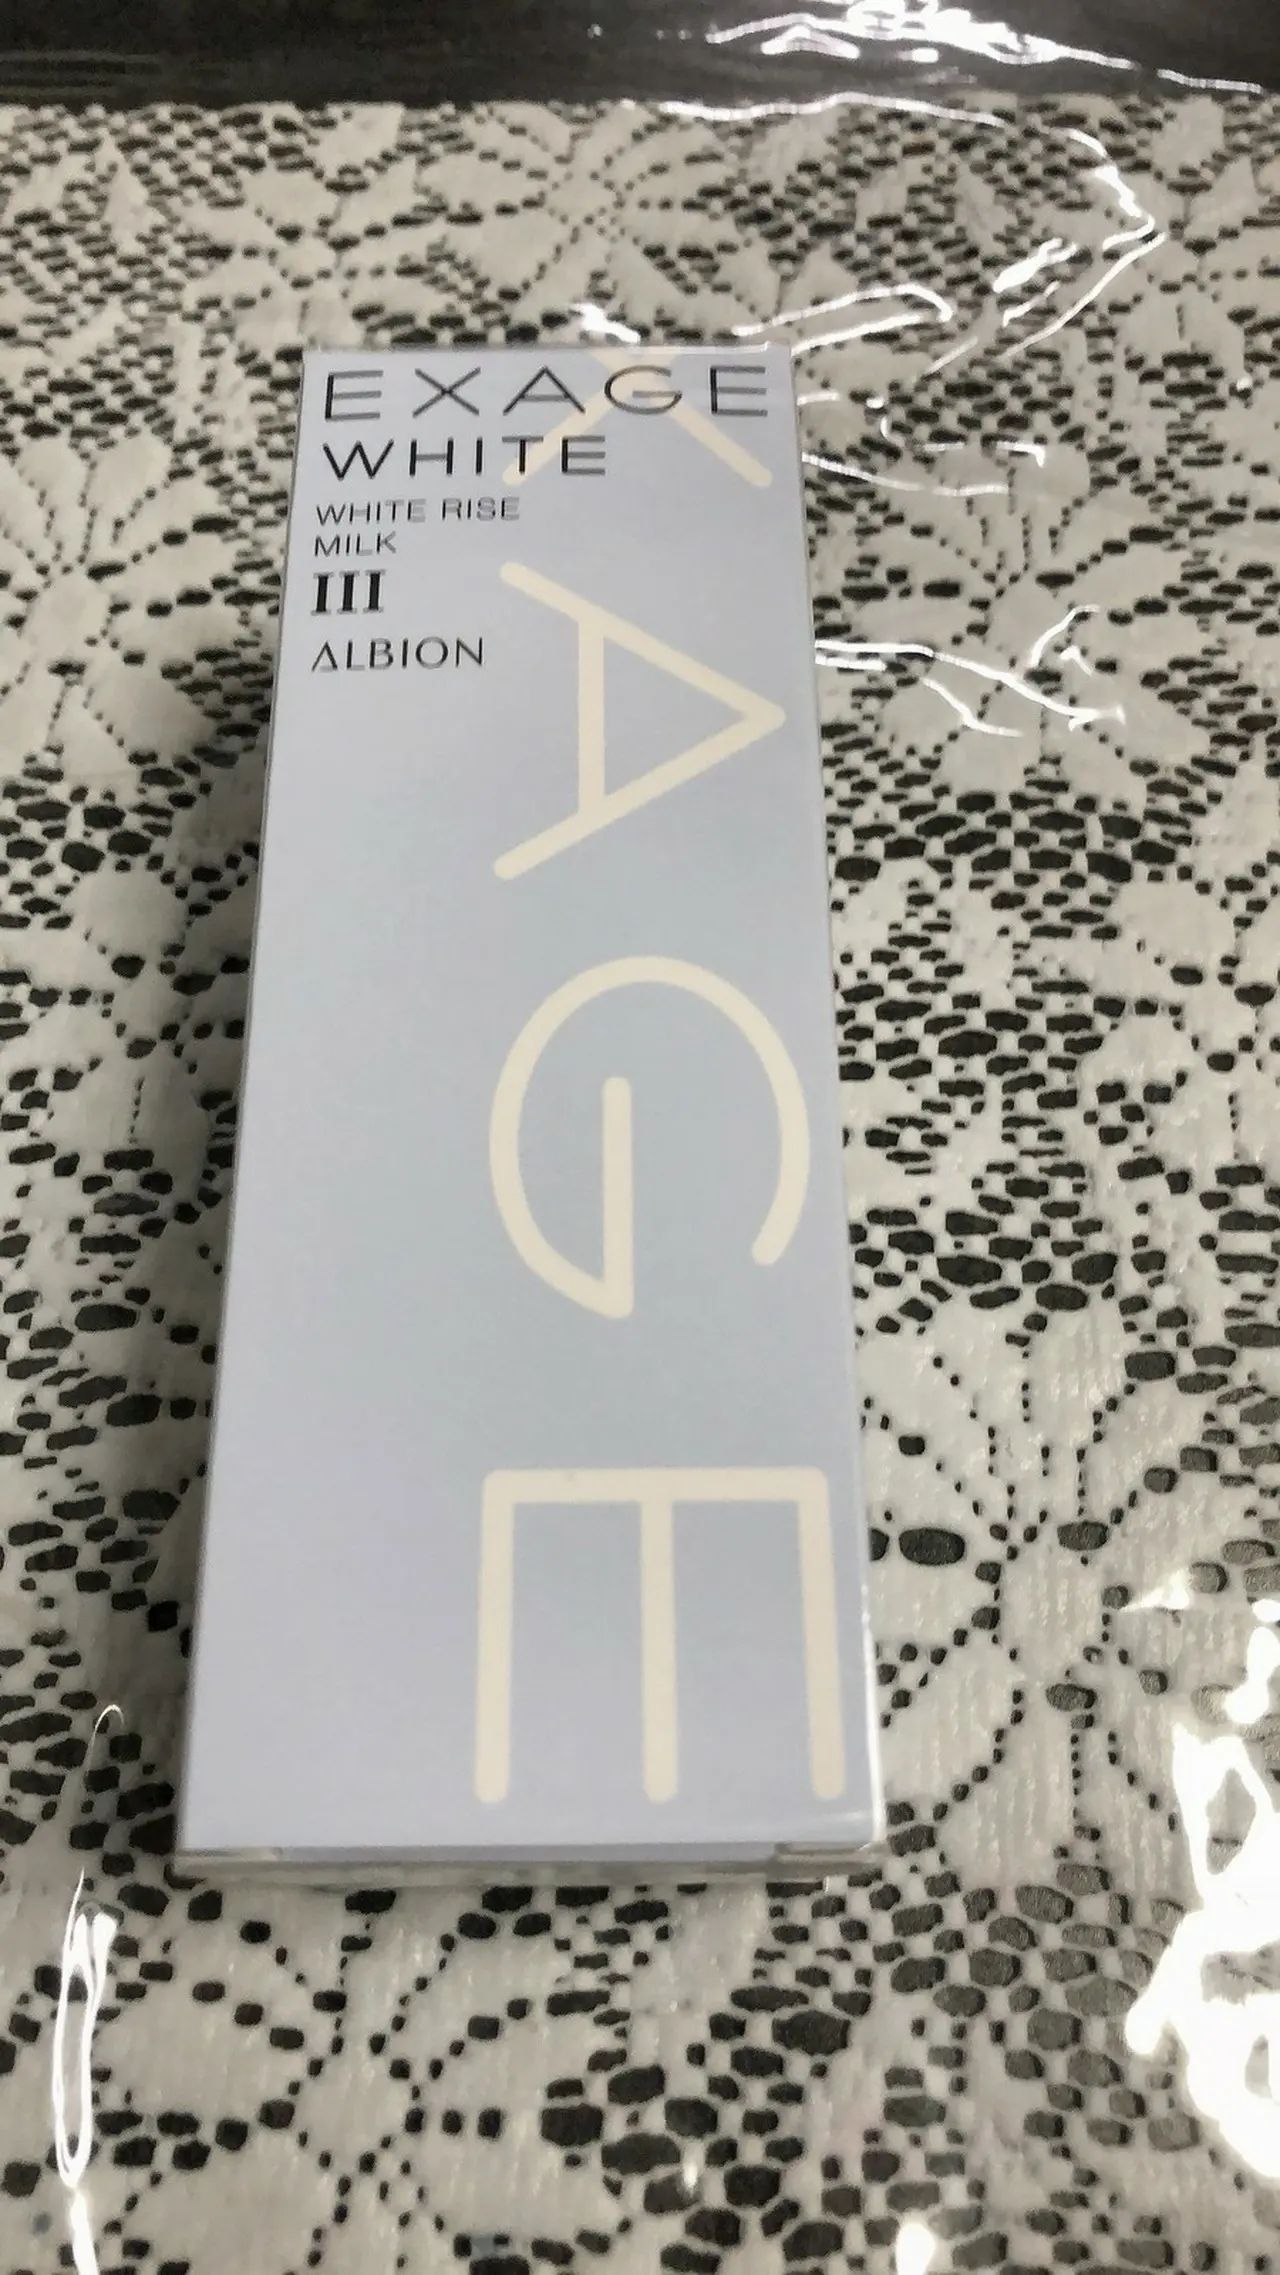 EXAGE
WHITE
WHITE RISE
MILK
III
ALBION
XAGE